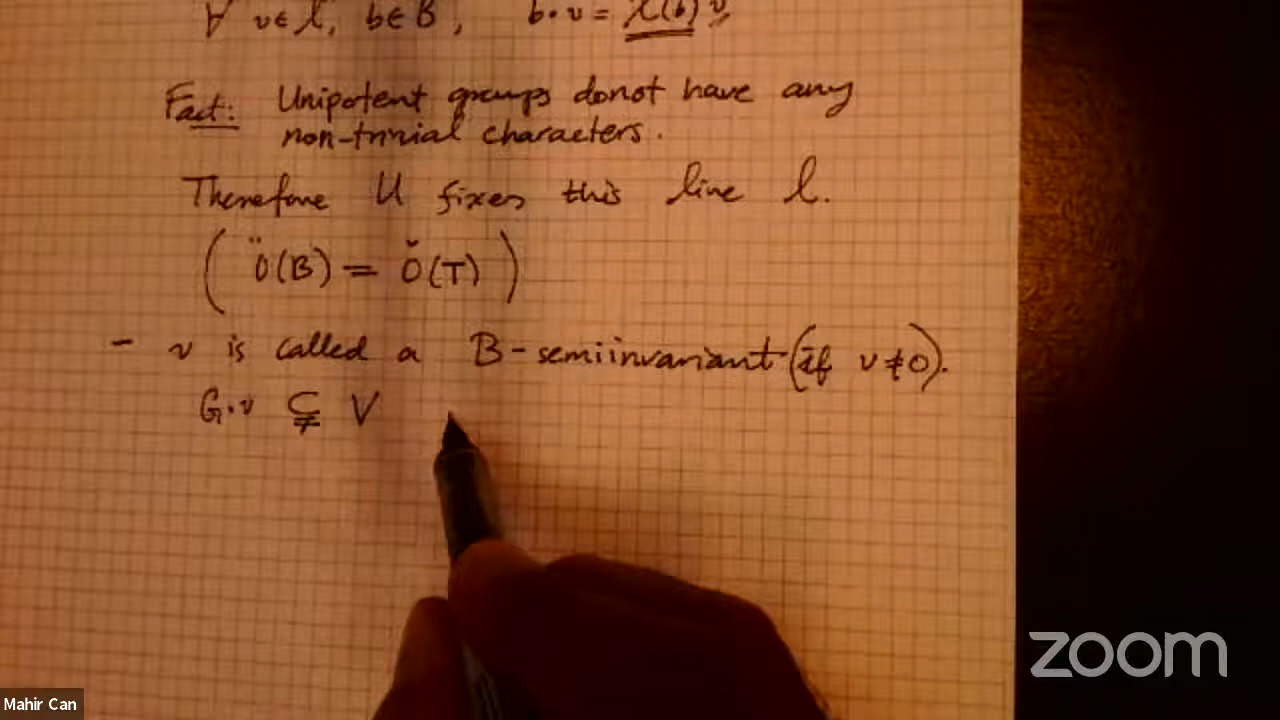 ∀ v ∈ l, b ∈ B, b · v = χ(b) v
Fact: Unipotent groups donot have any
non-trivial characters.
Therefore U fixes this line l.
( Ö(B) = Ǒ(T) )
- v is called a B-semiinvariant (if v ≠ 0).
G·v ⊊ V
zoom
Mahir Can